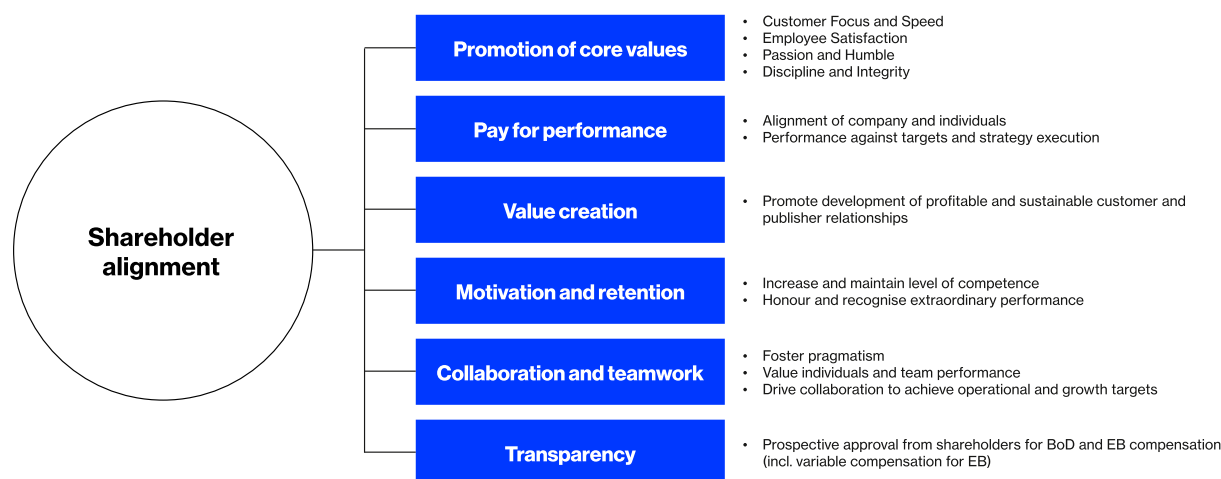 Shareholder
alignment
Promotion of core values
• Customer Focus and Speed
• Employee Satisfaction
• Passion and Humble
• Discipline and Integrity
Pay for performance
• Alignment of company and individuals
• Performance against targets and strategy execution
Value creation
• Promote development of profitable and sustainable customer and
publisher relationships
Motivation and retention
• Increase and maintain level of competence
• Honour and recognise extraordinary performance
Collaboration and teamwork
• Foster pragmatism
• Value individuals and team performance
• Drive collaboration to achieve operational and growth targets
Transparency
• Prospective approval from shareholders for BoD and EB compensation
(incl. variable compensation for EB)